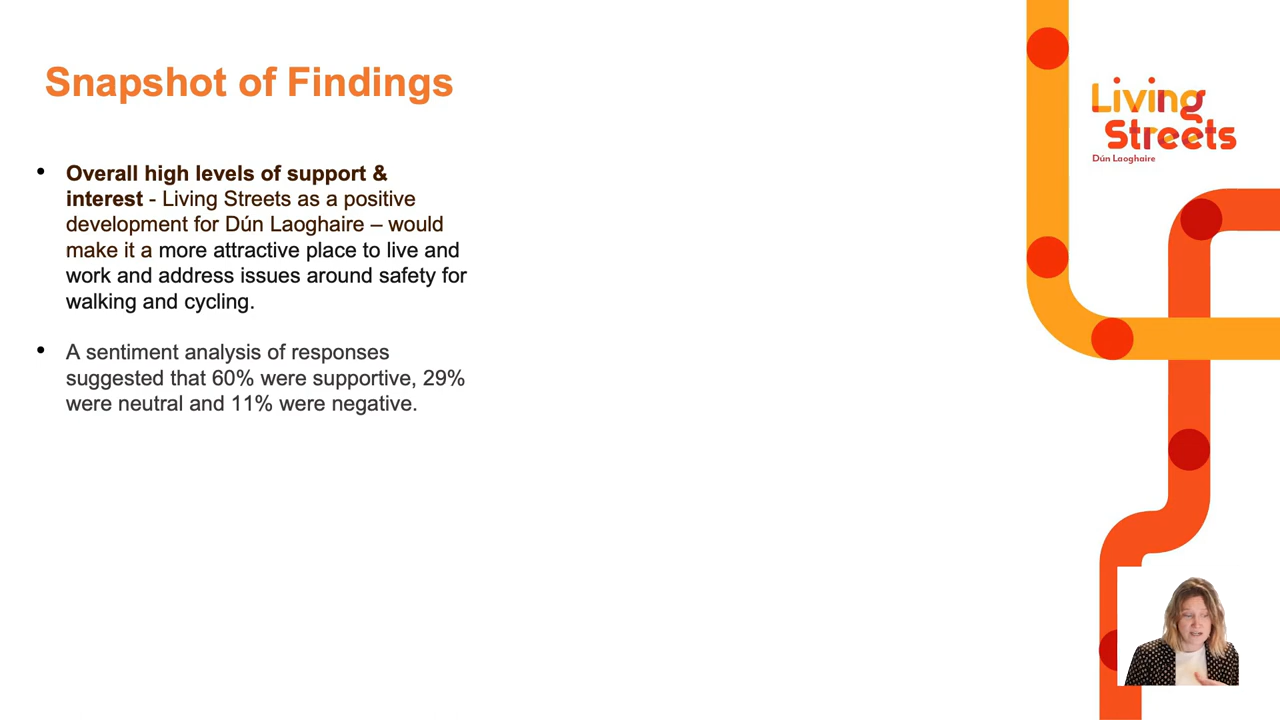 Snapshot of Findings
Living
Streets
Dún Laoghaire
• Overall high levels of support &
interest - Living Streets as a positive
development for Dún Laoghaire – would
make it a more attractive place to live and
work and address issues around safety for
walking and cycling.
• A sentiment analysis of responses
suggested that 60% were supportive, 29%
were neutral and 11% were negative.